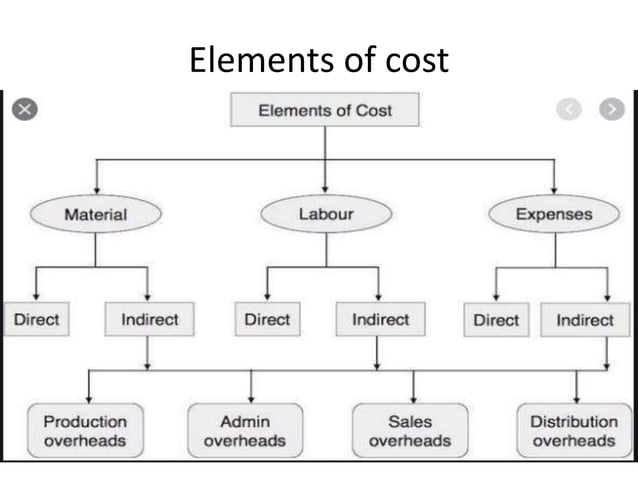 Elements of cost
Elements of Cost
Material
Labour
Expenses
Direct
Indirect
Direct
Indirect
Direct
Indirect
Production
overheads
Admin
overheads
Sales
overheads
Distribution
overheads